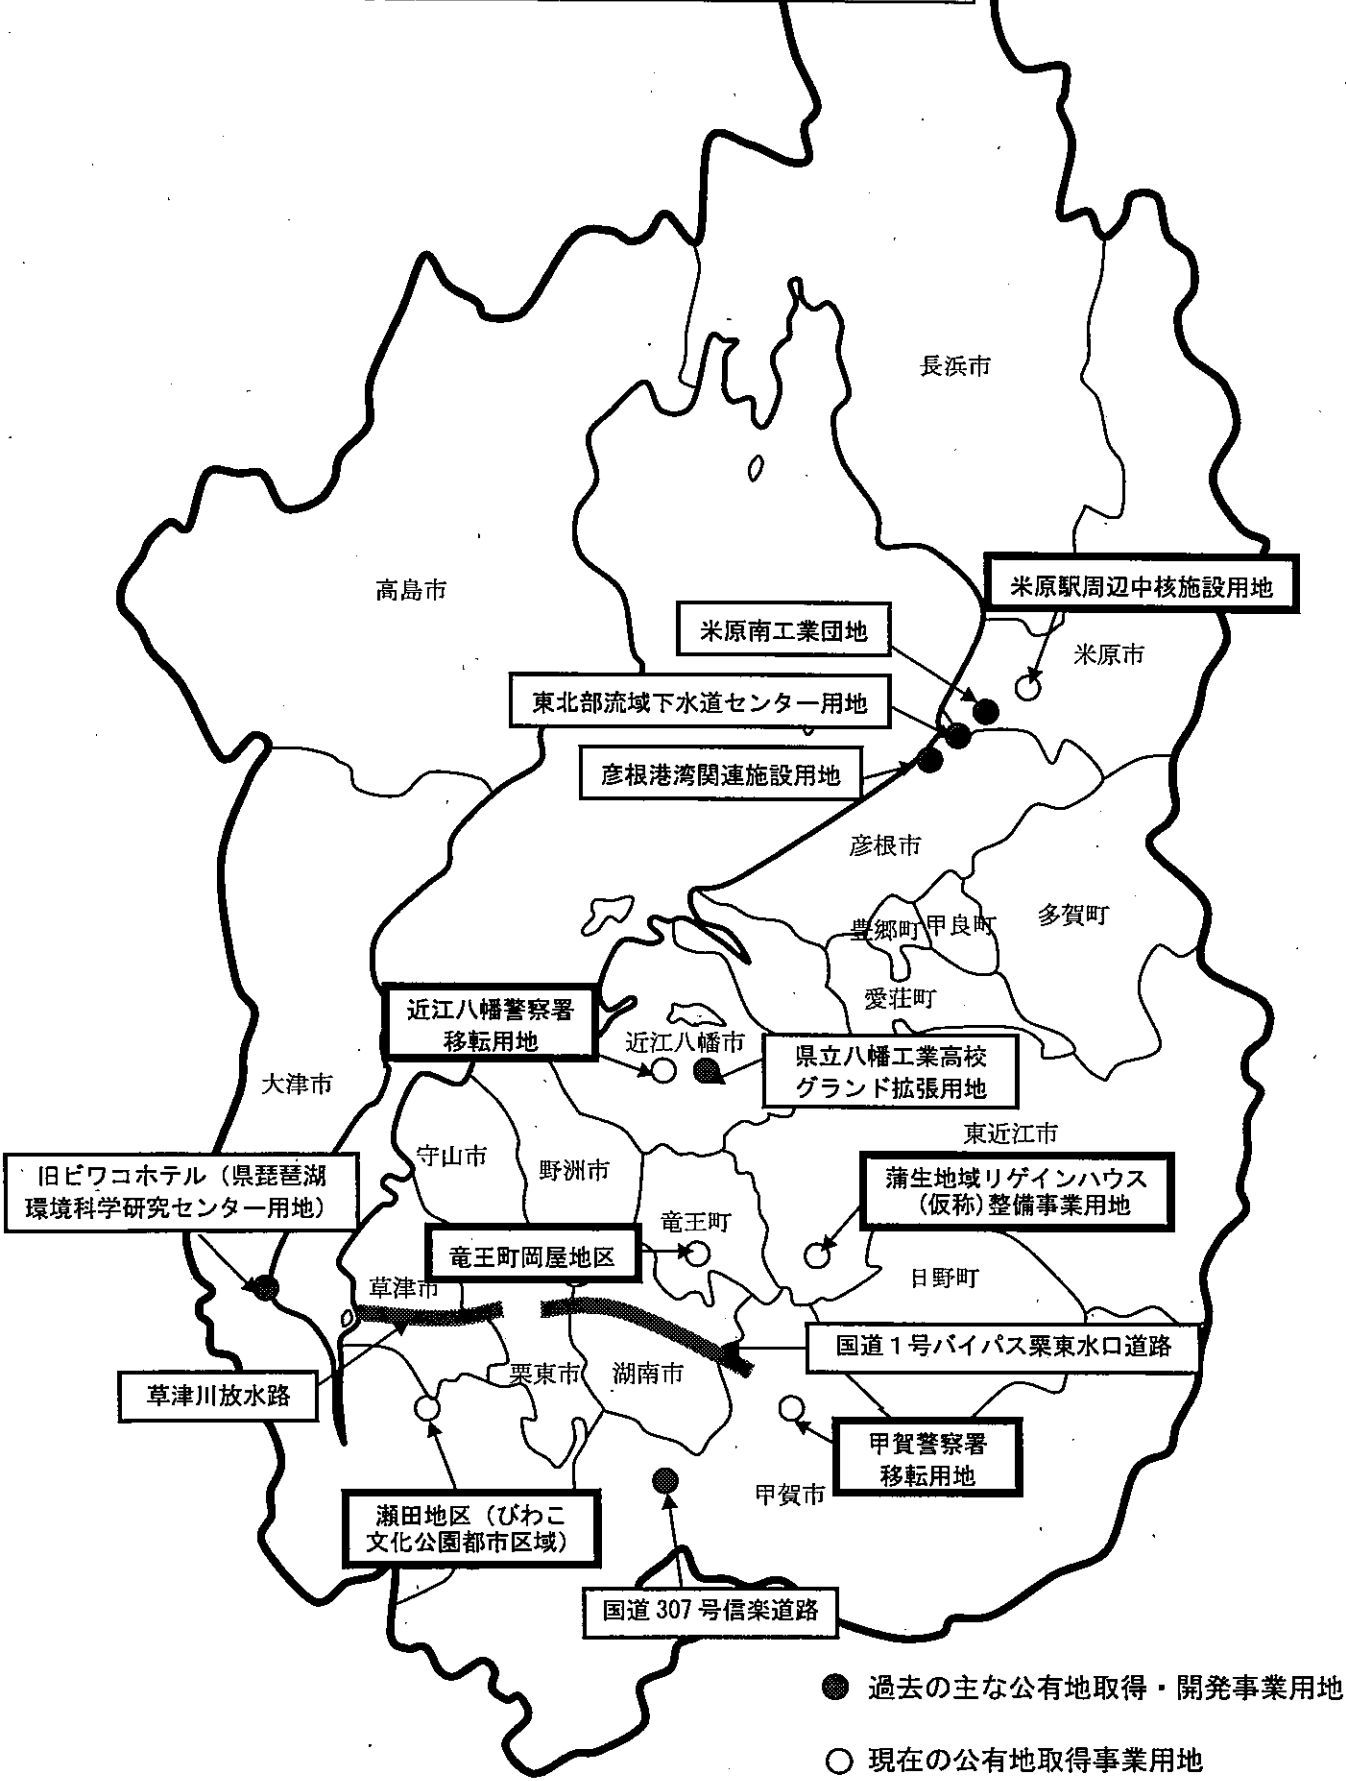 長浜市
高島市
米原駅周辺中核施設用地
米原南工業団地
米原市
東北部流域下水道センター用地
彦根港湾関連施設用地
彦根市
豊郷町
甲良町
多賀町
愛荘町
近江八幡警察署
移転用地
近江八幡市
県立八幡工業高校
グランド拡張用地
大津市
東近江市
守山市
野洲市
旧ビワコホテル（県琵琶湖
環境科学研究センター用地）
蒲生地域リゲインハウス
（仮称）整備事業用地
竜王町
竜王町岡屋地区
日野町
草津市
国道１号バイパス栗東水口道路
栗東市
湖南市
草津川放水路
甲賀警察署
移転用地
甲賀市
瀬田地区（びわこ
文化公園都市区域）
国道 307 号信楽道路
● 過去の主な公有地取得・開発事業用地
○ 現在の公有地取得事業用地